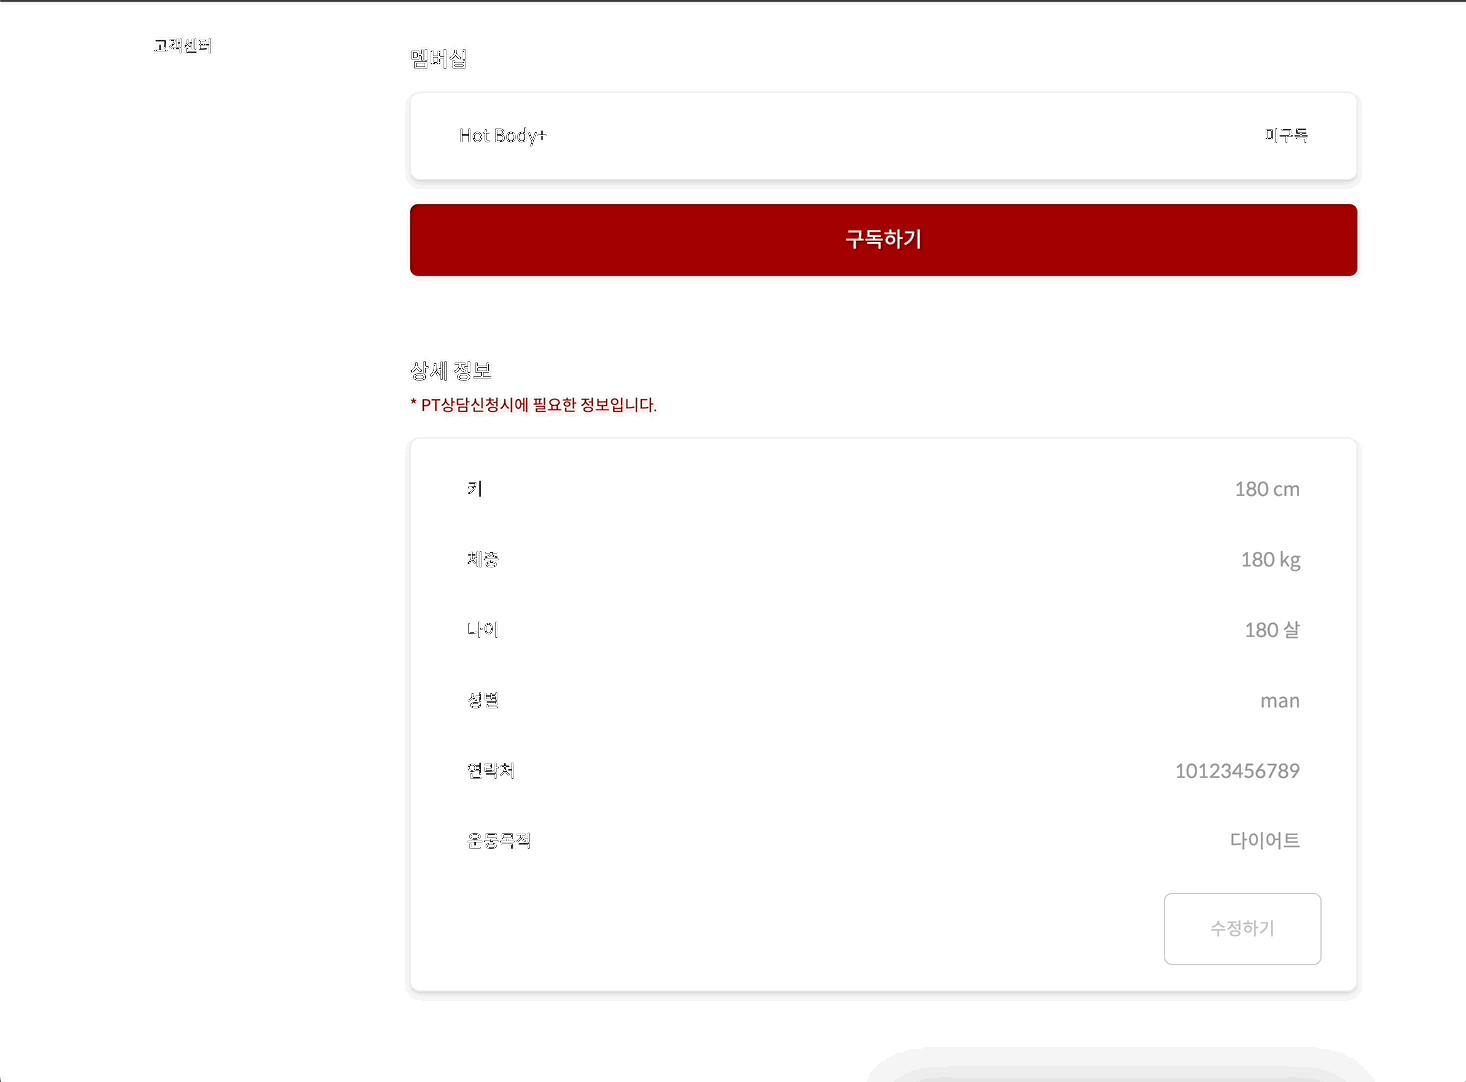 고객센터
멤버십
Hot Body+ 미구독
구독하기
상세 정보
* PT상담신청시에 필요한 정보입니다.
키 180 cm
체중 180 kg
나이 180 살
성별 man
연락처 10123456789
운동목적 다이어트
수정하기